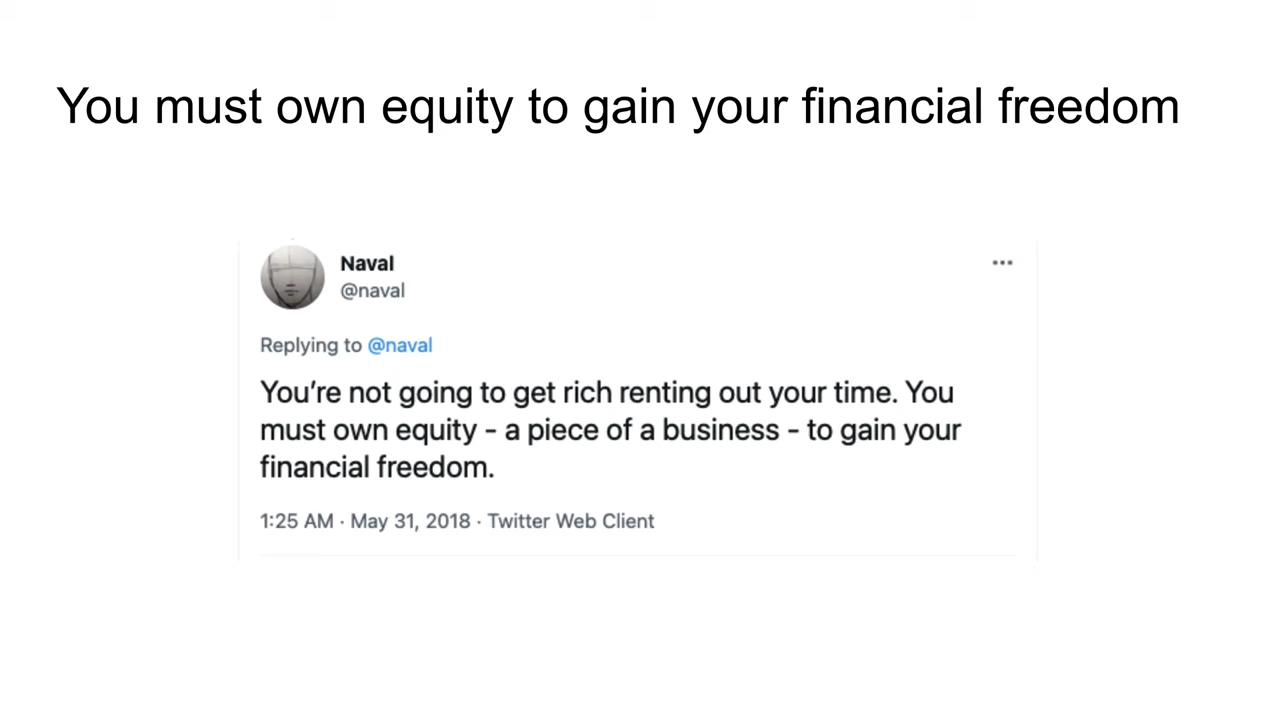 You must own equity to gain your financial freedom
Naval
@naval
Replying to @naval
You’re not going to get rich renting out your time. You
must own equity - a piece of a business - to gain your
financial freedom.
1:25 AM · May 31, 2018 · Twitter Web Client